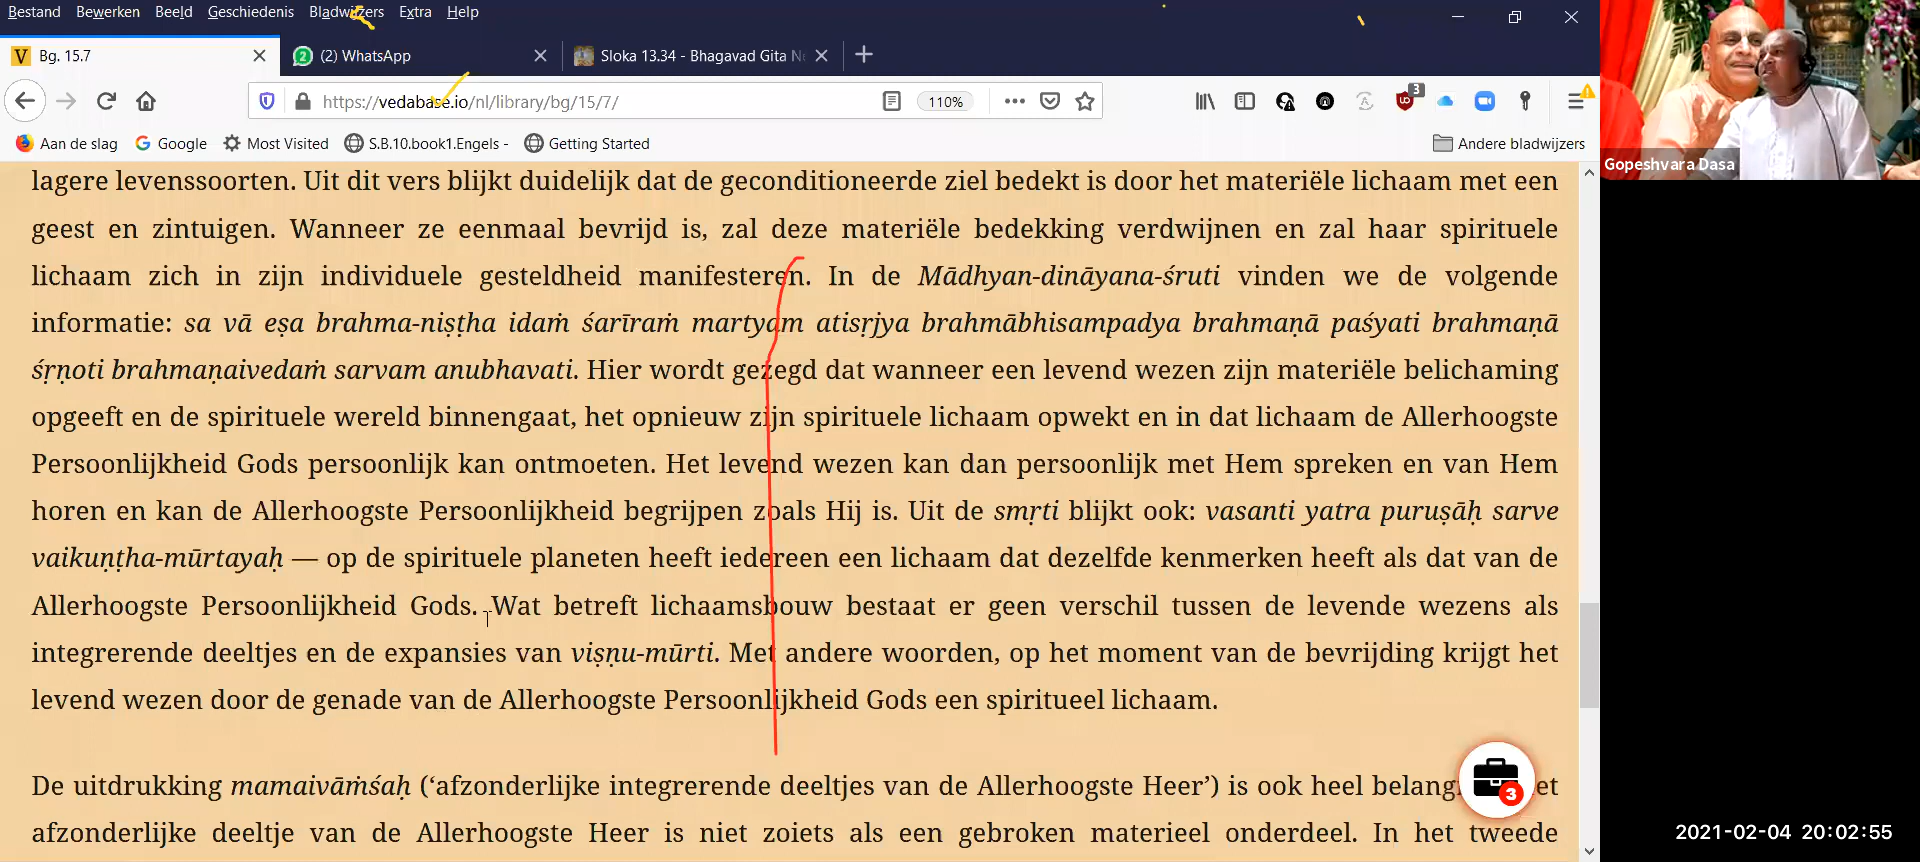 Bestand Bewerken Beeld Geschiedenis Bladwijzers Extra Help
Bg. 15.7
(2) WhatsApp
Sloka 13.34 - Bhagavad Gita
https://vedabase.io/nl/library/bg/15/7/
110%
3
Aan de slag Google Most Visited S.B.10.book1.Engels - Getting Started Andere bladwijzers
Gopeshvara Dasa
lagere levenssoorten. Uit dit vers blijkt duidelijk dat de geconditioneerde ziel bedekt is door het materiële lichaam met een
geest en zintuigen. Wanneer ze eenmaal bevrijd is, zal deze materiële bedekking verdwijnen en zal haar spirituele
lichaam zich in zijn individuele gesteldheid manifesteren. In de Mādhyan-dināyana-śruti vinden we de volgende
informatie: sa vā eṣa brahma-niṣṭha idaṁ śarīraṁ martyam atisṛjya brahmābhisampadya brahmaṇā paśyati brahmaṇā
śṛṇoti brahmaṇaivedaṁ sarvam anubhavati. Hier wordt gezegd dat wanneer een levend wezen zijn materiële belichaming
opgeeft en de spirituele wereld binnengaat, het opnieuw zijn spirituele lichaam opwekt en in dat lichaam de Allerhoogste
Persoonlijkheid Gods persoonlijk kan ontmoeten. Het levend wezen kan dan persoonlijk met Hem spreken en van Hem
horen en kan de Allerhoogste Persoonlijkheid begrijpen zoals Hij is. Uit de smṛti blijkt ook: vasanti yatra puruṣāḥ sarve
vaikuṇṭha-mūrtayaḥ — op de spirituele planeten heeft iedereen een lichaam dat dezelfde kenmerken heeft als dat van de
Allerhoogste Persoonlijkheid Gods. Wat betreft lichaamsbouw bestaat er geen verschil tussen de levende wezens als
integrerende deeltjes en de expansies van viṣṇu-mūrti. Met andere woorden, op het moment van de bevrijding krijgt het
levend wezen door de genade van de Allerhoogste Persoonlijkheid Gods een spiritueel lichaam.
De uitdrukking mamaivāṁśaḥ (‘afzonderlijke integrerende deeltjes van de Allerhoogste Heer’) is ook heel
afzonderlijke deeltje van de Allerhoogste Heer is niet zoiets als een gebroken materieel onderdeel. In het tweede
3
2021-02-04 20:02:55